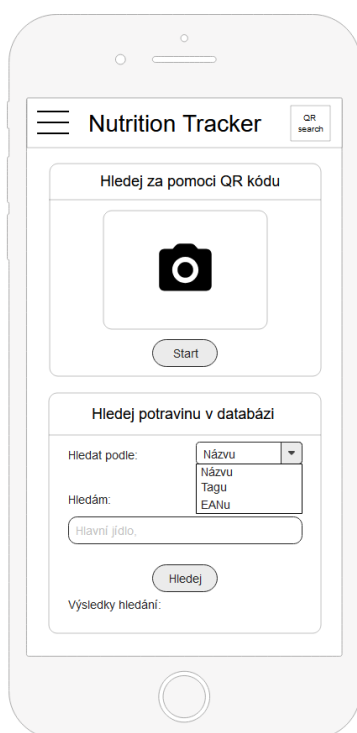 Nutrition Tracker
QR
search
Hledej za pomoci QR kódu
Start
Hledej potravinu v databázi
Hledat podle:
Názvu
Názvu
Tagu
EANu
Hledám:
Hlavní jídlo,
Hledej
Výsledky hledání: